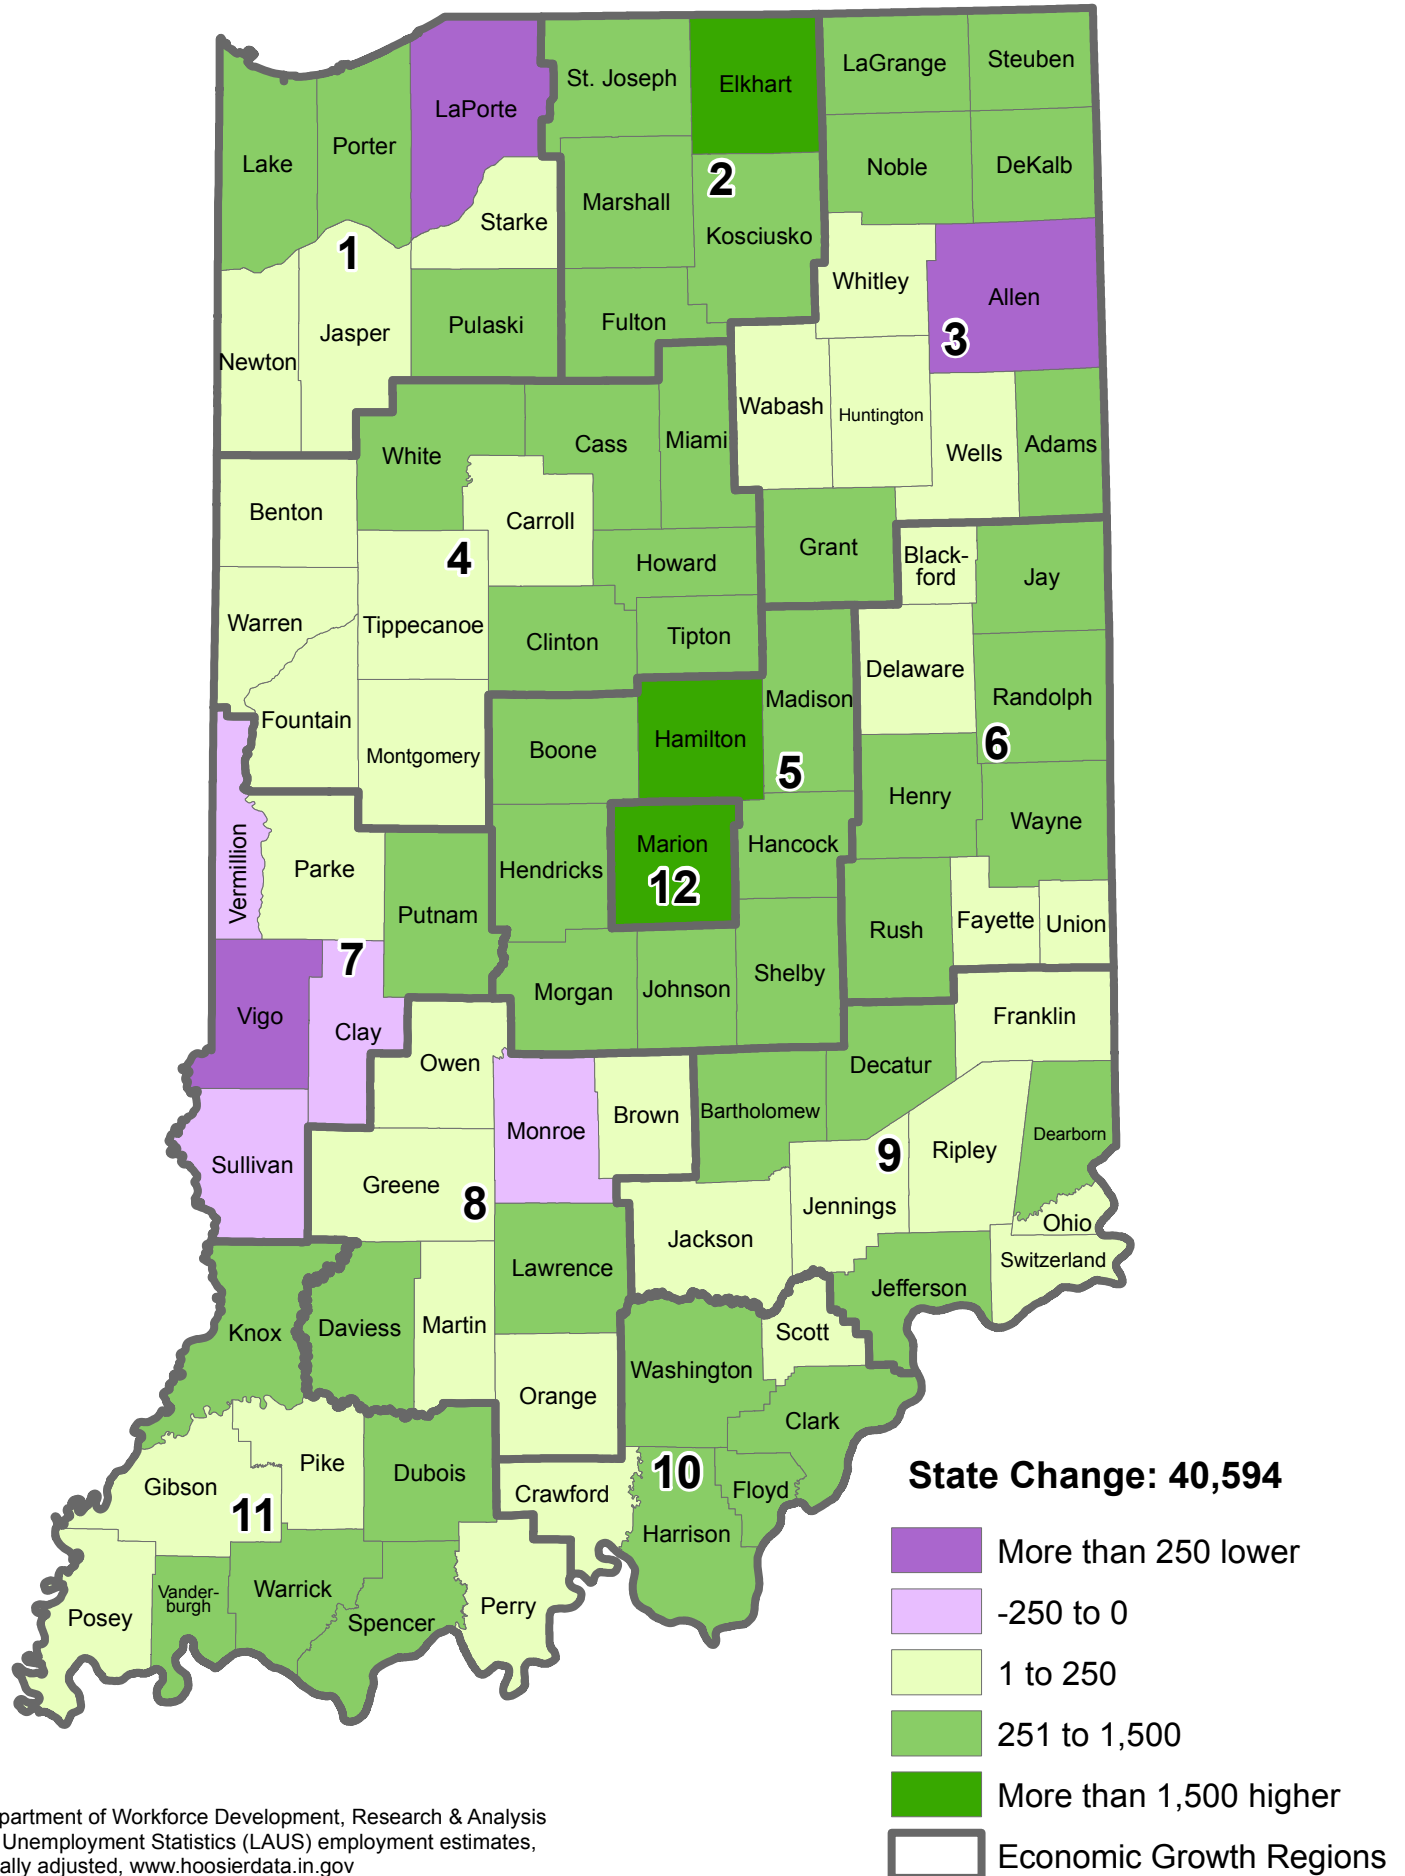 LaPorte
St. Joseph
Elkhart
LaGrange
Steuben
Lake
Porter
Starke
Marshall
2
Kosciusko
Noble
DeKalb
1
Newton
Jasper
Pulaski
Fulton
Whitley
Allen
3
Wabash
Huntington
Wells
Adams
White
Cass
Miami
Benton
Carroll
4
Howard
Grant
Black-
ford
Jay
Warren
Tippecanoe
Clinton
Tipton
Madison
Delaware
Randolph
Fountain
Montgomery
Boone
Hamilton
5
6
Henry
Wayne
Vermillion
Parke
Putnam
Hendricks
Marion
12
Hancock
Rush
Fayette
Union
7
Vigo
Clay
Morgan
Johnson
Shelby
Franklin
Owen
Monroe
Brown
Bartholomew
Decatur
Dearborn
Sullivan
Greene
8
9
Ripley
Jennings
Jackson
Ohio
Switzerland
Lawrence
Jefferson
Knox
Daviess
Martin
Orange
Washington
Scott
Clark
Gibson
11
Pike
Dubois
Crawford
10
Floyd
Harrison
Posey
Vander-
burgh
Warrick
Spencer
Perry
State Change: 40,594
More than 250 lower
-250 to 0
1 to 250
251 to 1,500
More than 1,500 higher
Economic Growth Regions
partment of Workforce Development, Research & Analysis
Unemployment Statistics (LAUS) employment estimates,
ally adjusted, www.hoosierdata.in.gov